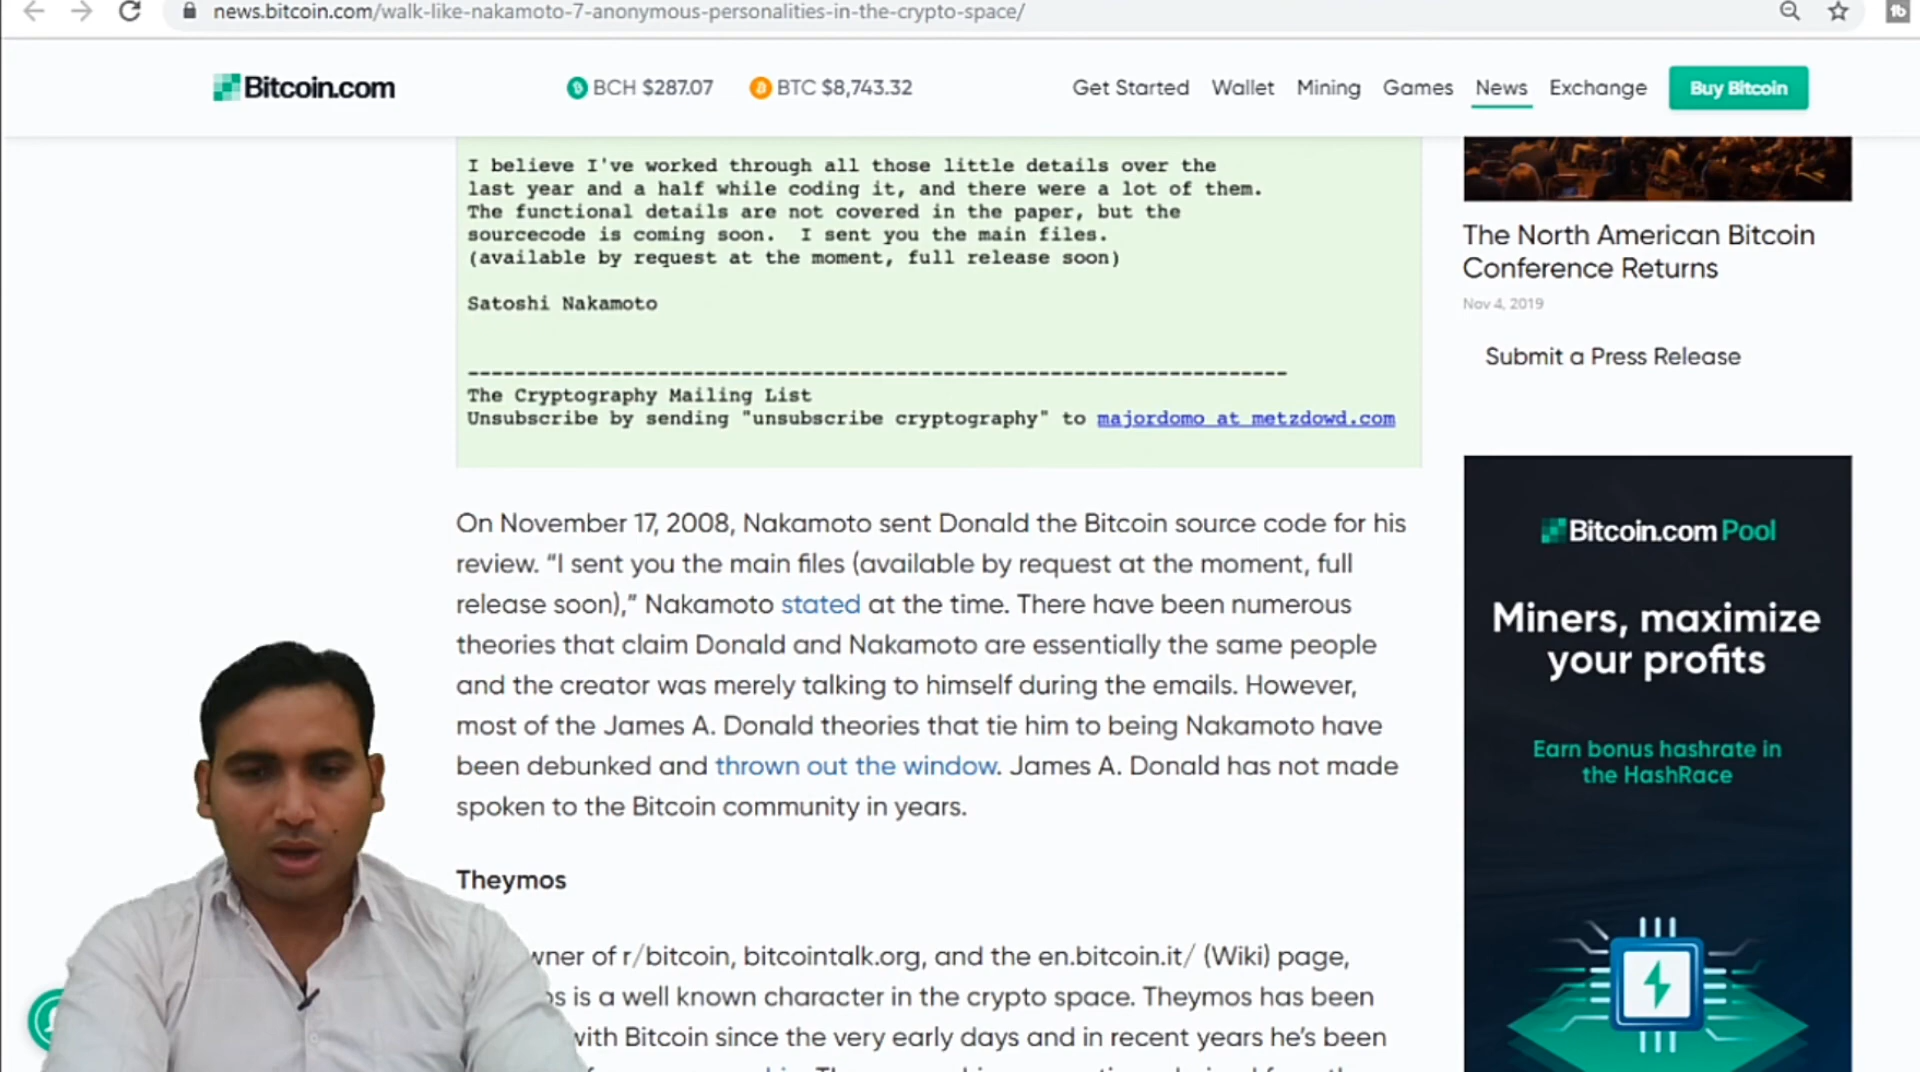 news.bitcoin.com/walk-like-nakamoto-7-anonymous-personalities-in-the-crypto-space/
Bitcoin.com
BCH $287.07
BTC $8,743.32
Get Started
Wallet
Mining
Games
News
Exchange
Buy Bitcoin
I believe I've worked through all those little details over the
last year and a half while coding it, and there were a lot of them.
The functional details are not covered in the paper, but the
sourcecode is coming soon.  I sent you the main files.
(available by request at the moment, full release soon)
Satoshi Nakamoto
---------------------------------------------------------------------
The Cryptography Mailing List
Unsubscribe by sending "unsubscribe cryptography" to majordomo at metzdowd.com
On November 17, 2008, Nakamoto sent Donald the Bitcoin source code for his
review. “I sent you the main files (available by request at the moment, full
release soon),” Nakamoto stated at the time. There have been numerous
theories that claim Donald and Nakamoto are essentially the same people
and the creator was merely talking to himself during the emails. However,
most of the James A. Donald theories that tie him to being Nakamoto have
been debunked and thrown out the window. James A. Donald has not made
spoken to the Bitcoin community in years.
Theymos
of r/bitcoin, bitcointalk.org, and the en.bitcoin.it/ (Wiki) page,
is a well known character in the crypto space. Theymos has been
with Bitcoin since the very early days and in recent years he's been
The North American Bitcoin
Conference Returns
Nov 4, 2019
Submit a Press Release
Bitcoin.com Pool
Miners, maximize
your profits
Earn bonus hashrate in
the HashRace